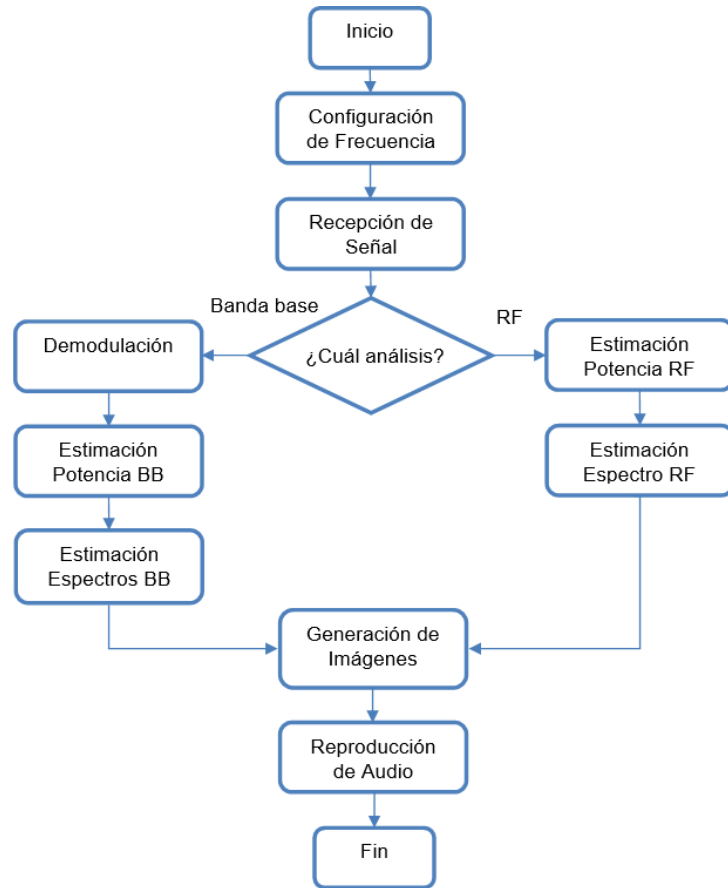 Inicio
Configuración
de Frecuencia
Recepción de
Señal
Banda base
RF
¿Cuál análisis?
Demodulación
Estimación
Potencia BB
Estimación
Espectros BB
Estimación
Potencia RF
Estimación
Espectro RF
Generación de
Imágenes
Reproducción
de Audio
Fin